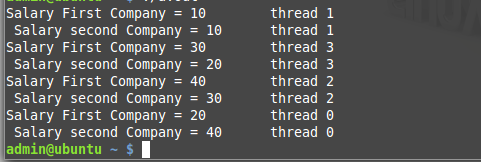 Salary First Company = 10 thread 1
Salary second Company = 10 thread 1
Salary First Company = 30 thread 3
Salary second Company = 20 thread 3
Salary First Company = 40 thread 2
Salary second Company = 30 thread 2
Salary First Company = 20 thread 0
Salary second Company = 40 thread 0
admin@ubuntu ~ $